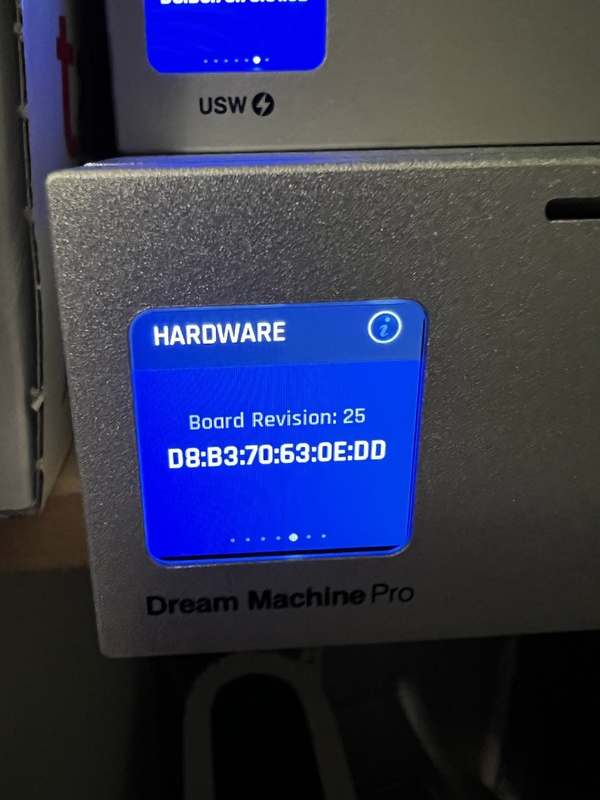 USW
HARDWARE
Board Revision: 25
D8:B3:70:63:0E:DD
Dream Machine Pro